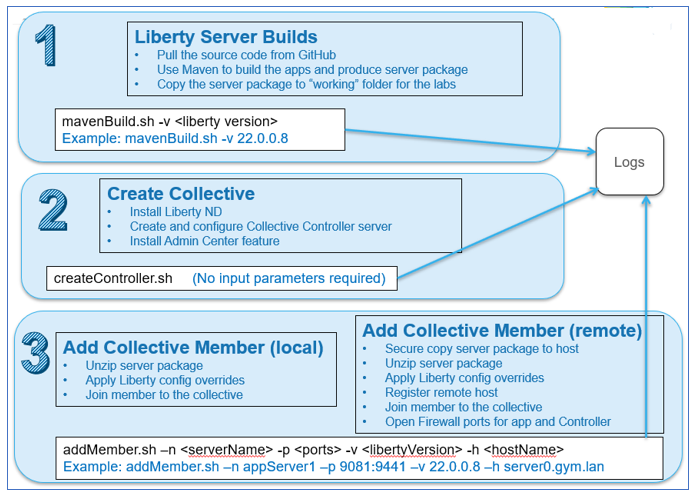 1
Liberty Server Builds
• Pull the source code from GitHub
• Use Maven to build the apps and produce server package
• Copy the server package to "working" folder for the labs
mavenBuild.sh -v <liberty version>
Example: mavenBuild.sh -v 22.0.0.8
Logs
2
Create Collective
• Install Liberty ND
• Create and configure Collective Controller server
• Install Admin Center feature
createController.sh (No input parameters required)
3
Add Collective Member (local)
• Unzip server package
• Apply Liberty config overrides
• Join member to the collective
Add Collective Member (remote)
• Secure copy server package to host
• Unzip server package
• Apply Liberty config overrides
• Register remote host
• Join member to the collective
• Open Firewall ports for app and Controller
addMember.sh –n <serverName> -p <ports> -v <libertyVersion> -h <hostName>
Example: addMember.sh –n appServer1 –p 9081:9441 –v 22.0.0.8 –h server0.gym.lan